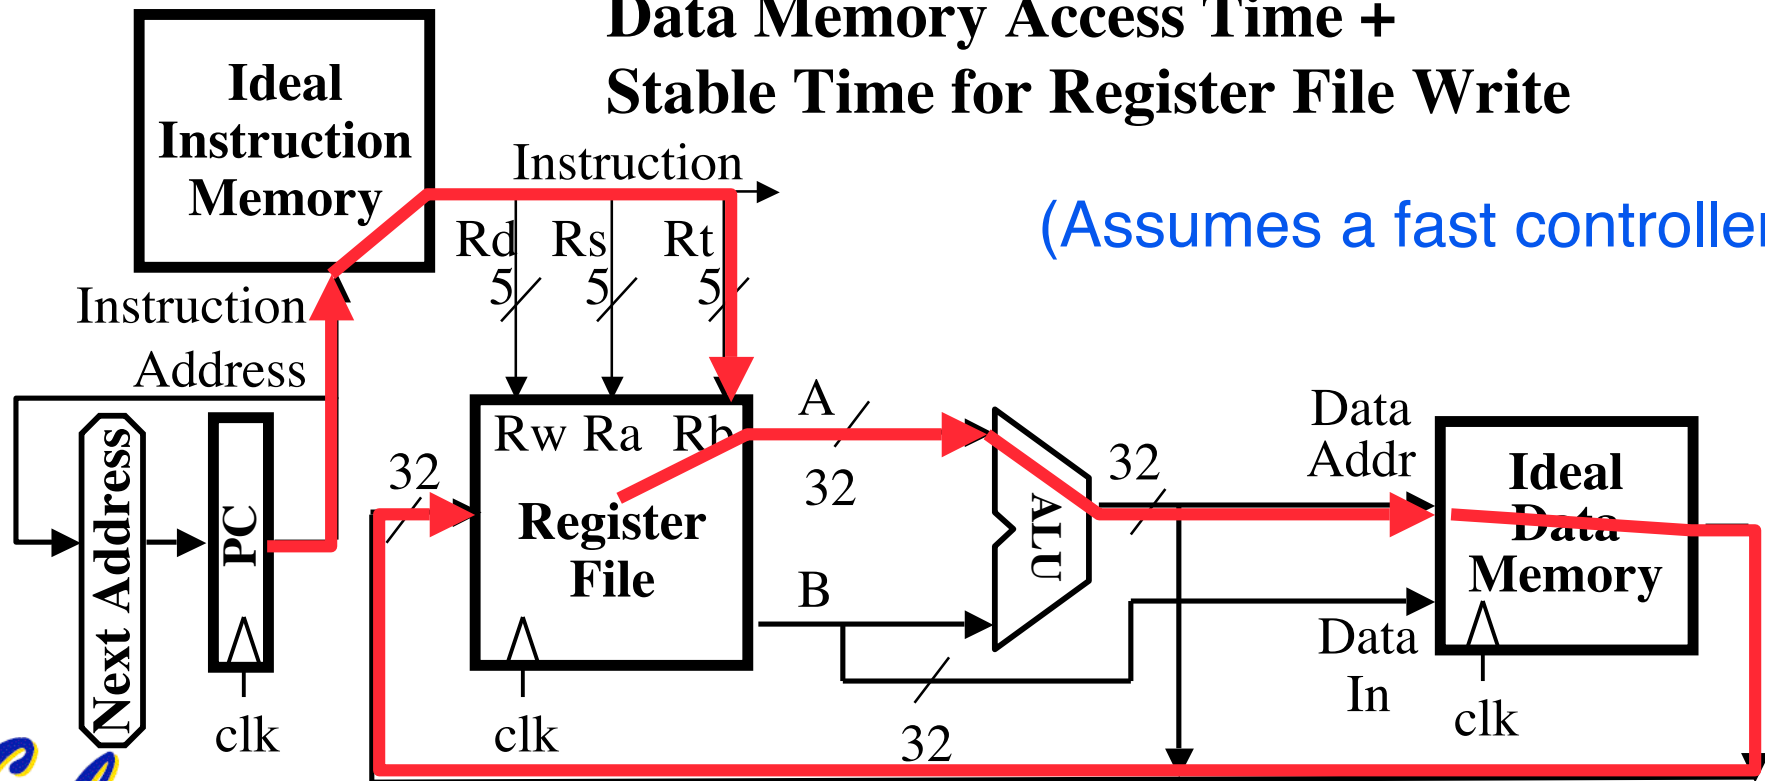 Data Memory Access Time +
Stable Time for Register File Write
(Assumes a fast controller
Ideal
Instruction
Memory
Instruction
Rd Rs Rt
5 5 5
Instruction
Address
Next Address
PC
clk
32
Rw Ra Rb
Register
File
clk
A
32
B
32
ALU
32
Data
Addr
Ideal
Data
Memory
Data
In
clk